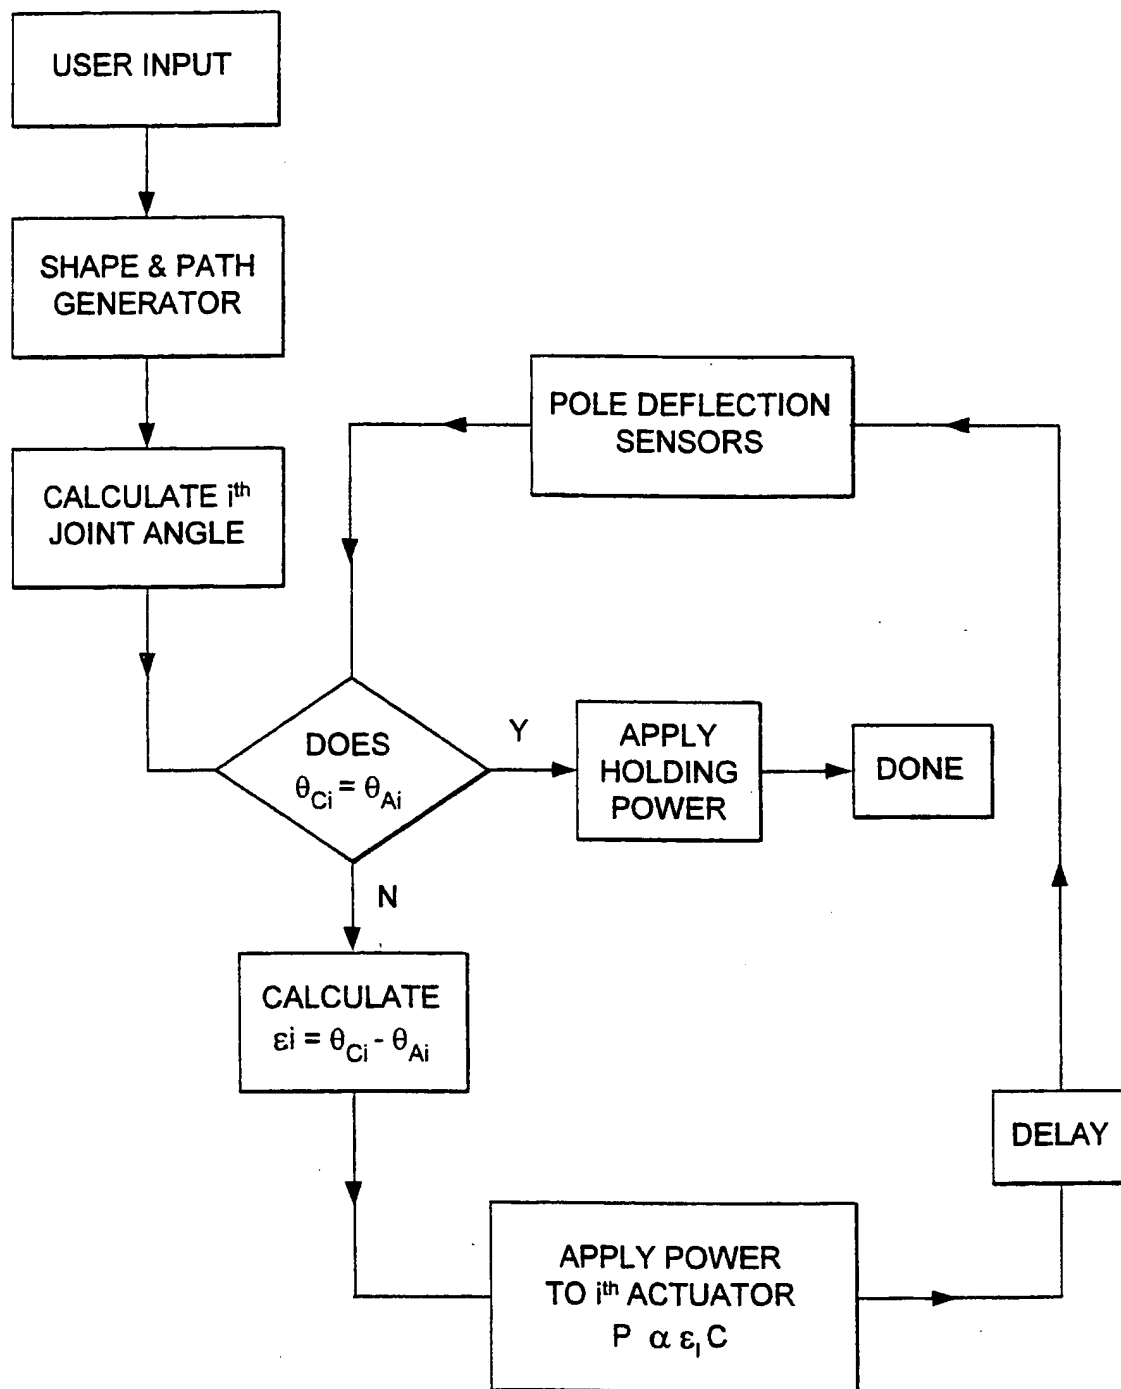 USER INPUT
SHAPE & PATH
GENERATOR
CALCULATE iᵗʰ
JOINT ANGLE
POLE DEFLECTION
SENSORS
DOES
θCi = θAi
Y
APPLY
HOLDING
POWER
DONE
N
CALCULATE
εi = θCi - θAi
DELAY
APPLY POWER
TO iᵗʰ ACTUATOR
P α εI C